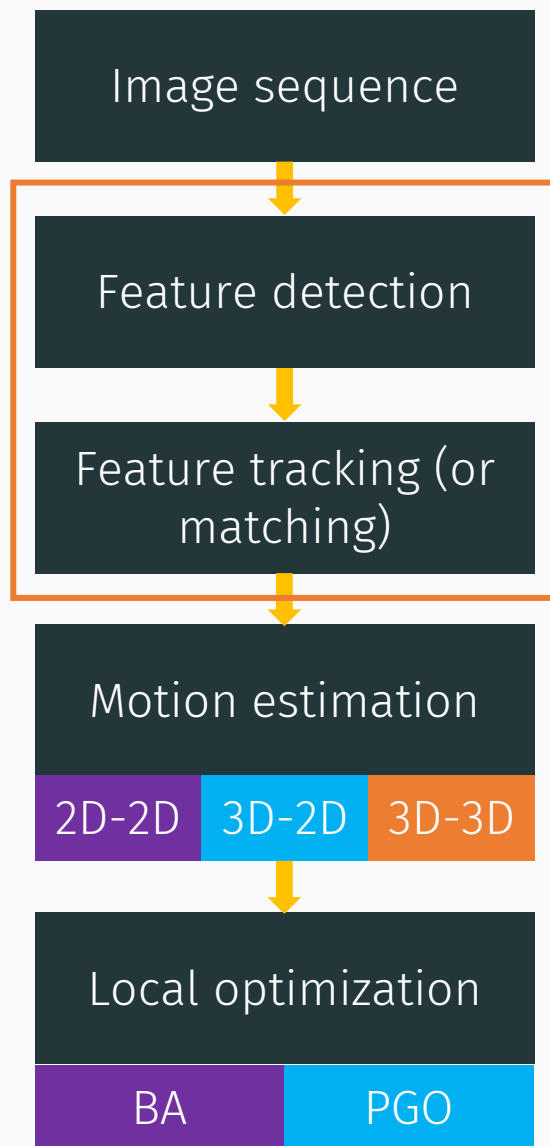 Image sequence
Feature detection
Feature tracking (or
matching)
Motion estimation
2D-2D 3D-2D 3D-3D
Local optimization
BA PGO